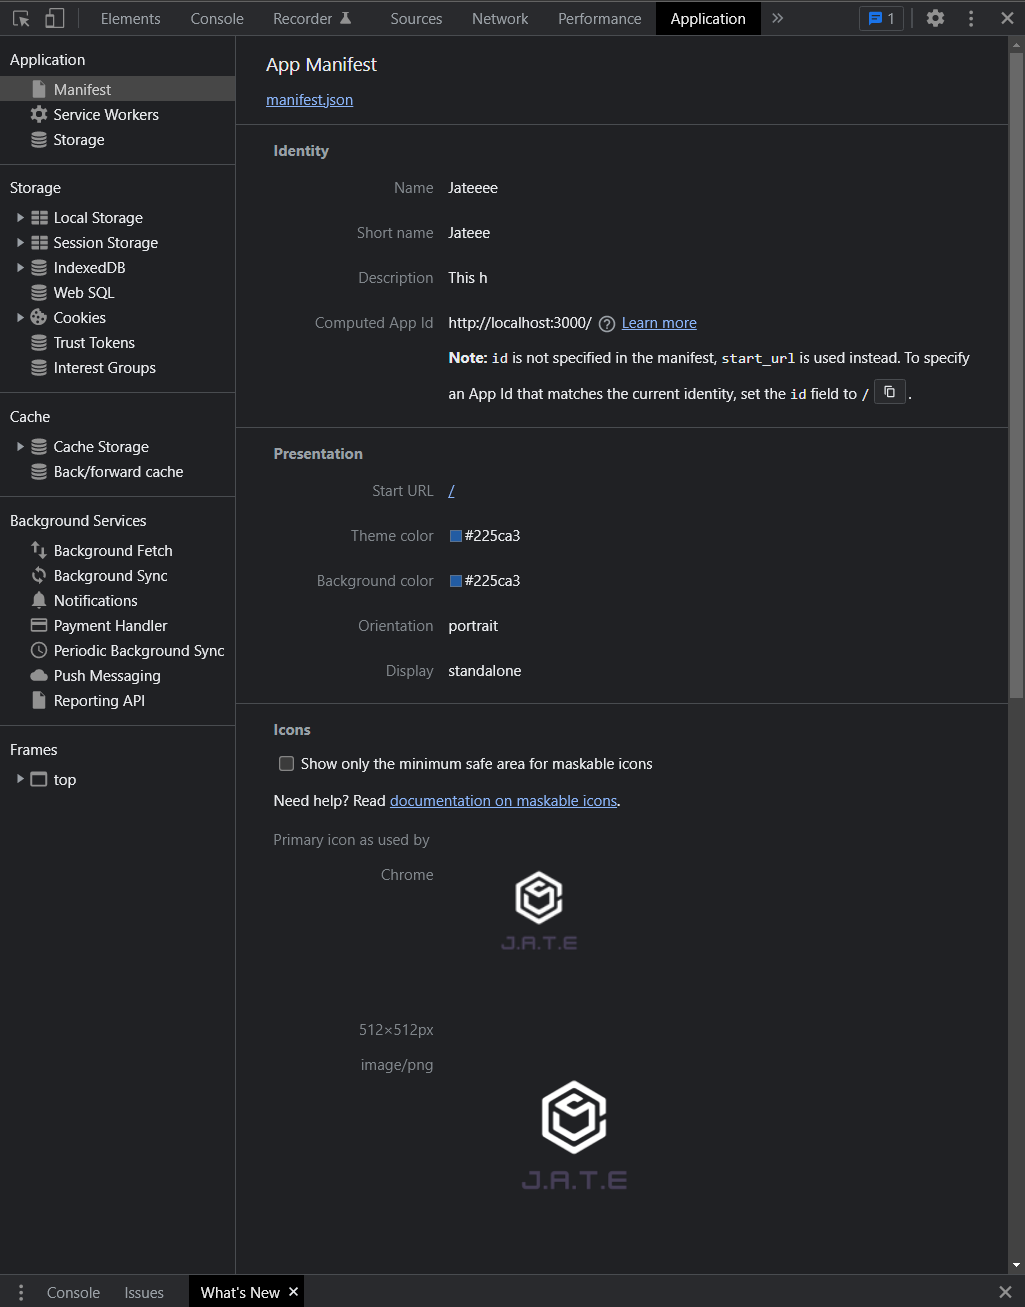 Elements Console Recorder Sources Network Performance Application 1
Application
Manifest
Service Workers
Storage
Storage
Local Storage
Session Storage
IndexedDB
Web SQL
Cookies
Trust Tokens
Interest Groups
Cache
Cache Storage
Back/forward cache
Background Services
Background Fetch
Background Sync
Notifications
Payment Handler
Periodic Background Sync
Push Messaging
Reporting API
Frames
top
App Manifest
manifest.json
Identity
Name Jateeee
Short name Jateee
Description This h
Computed App Id http://localhost:3000/ Learn more
Note: id is not specified in the manifest, start_url is used instead. To specify
an App Id that matches the current identity, set the id field to / .
Presentation
Start URL /
Theme color #225ca3
Background color #225ca3
Orientation portrait
Display standalone
Icons
Show only the minimum safe area for maskable icons
Need help? Read documentation on maskable icons.
Primary icon as used by
Chrome
J.A.T.E
512×512px
image/png
J.A.T.E
Console Issues What's New